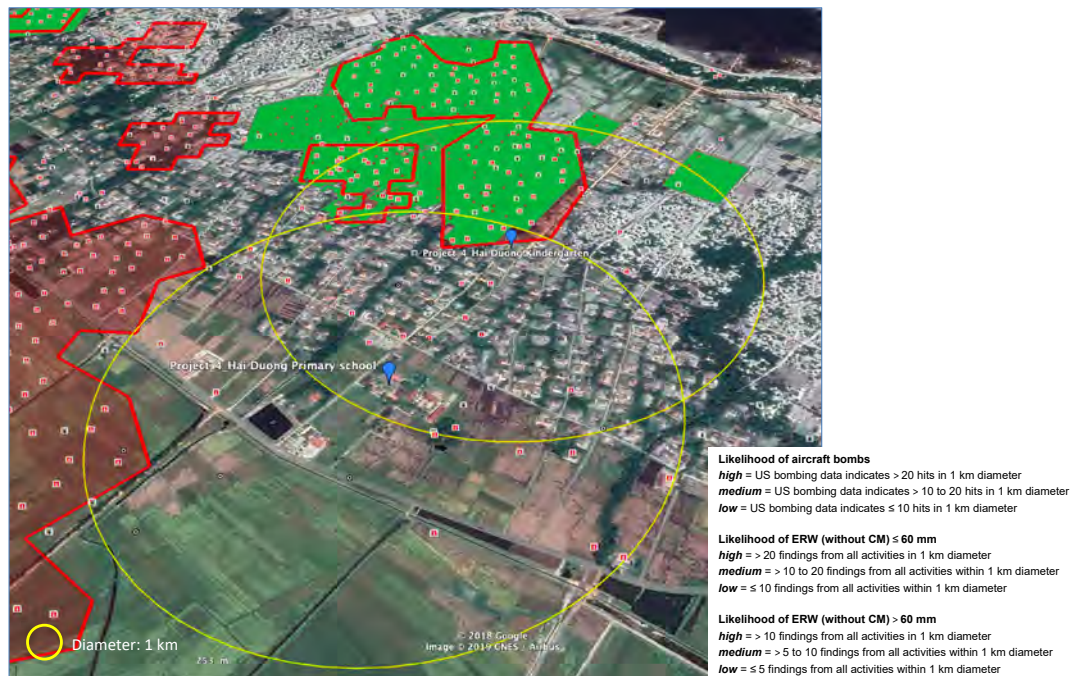 © Project_4_Hai Duong Kindergarten
Project_4_Hai Duong Primary school
Diameter: 1 km
253 m
© 2018 Google
Image © 2019 CNES / Airbus
Likelihood of aircraft bombs
high = US bombing data indicates > 20 hits in 1 km diameter
medium = US bombing data indicates > 10 to 20 hits in 1 km diameter
low = US bombing data indicates ≤ 10 hits in 1 km diameter
Likelihood of ERW (without CM) ≤ 60 mm
high = > 20 findings from all activities in 1 km diameter
medium = > 10 to 20 findings from all activities within 1 km diameter
low = ≤ 10 findings from all activities within 1 km diameter
Likelihood of ERW (without CM) > 60 mm
high = > 10 findings from all activities in 1 km diameter
medium = > 5 to 10 findings from all activities within 1 km diameter
low = ≤ 5 findings from all activities within 1 km diameter